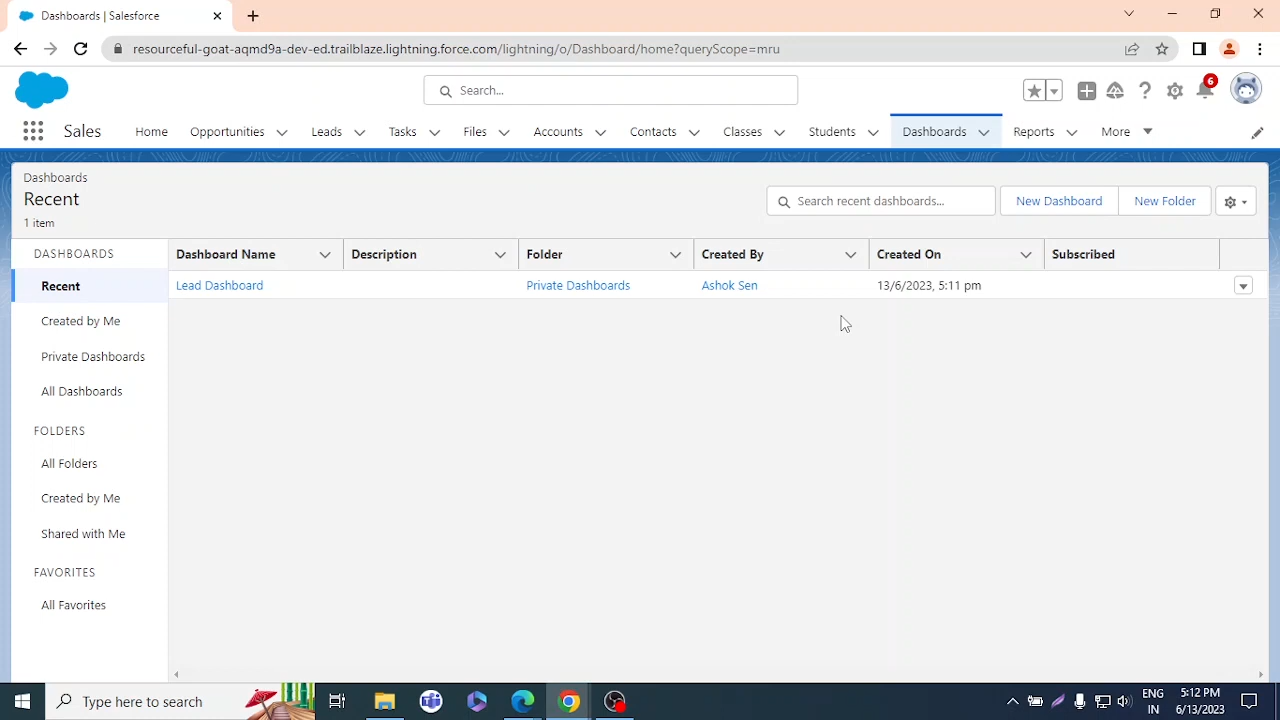 Dashboards | Salesforce
resourceful-goat-aqmd9a-dev-ed.trailblaze.lightning.force.com/lightning/o/Dashboard/home?queryScope=mru
Search...
6
Sales Home Opportunities Leads Tasks Files Accounts Contacts Classes Students Dashboards Reports More
Dashboards
Recent
1 item
Search recent dashboards...
New Dashboard
New Folder
DASHBOARDS
Recent
Created by Me
Private Dashboards
All Dashboards
FOLDERS
All Folders
Created by Me
Shared with Me
FAVORITES
All Favorites
Dashboard Name Description Folder Created By Created On Subscribed
Lead Dashboard Private Dashboards Ashok Sen 13/6/2023, 5:11 pm
Type here to search
ENG
IN
5:12 PM
6/13/2023